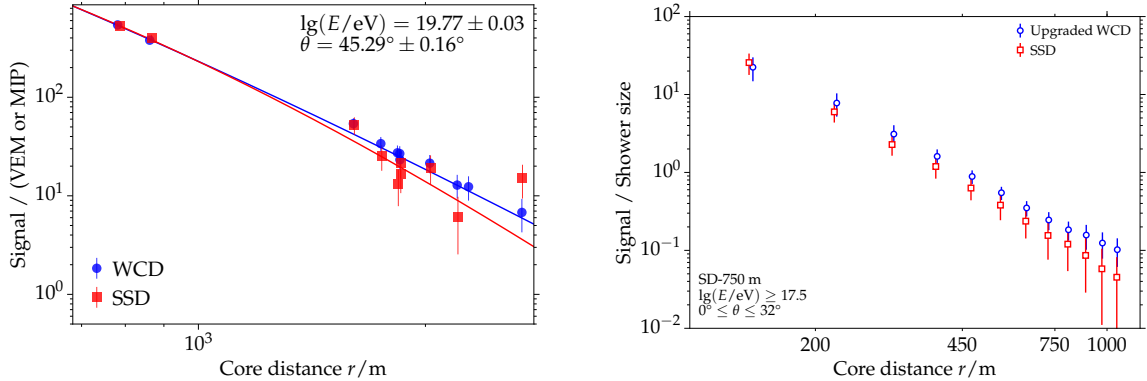 lg(E/eV) = 19.77 ± 0.03
θ = 45.29° ± 0.16°
10²
10¹
10⁰
Signal / (VEM or MIP)
WCD
SSD
10³
Core distance r/m
Upgraded WCD
SSD
10²
10¹
10⁰
10⁻¹
10⁻²
Signal / Shower size
SD-750 m
lg(E/eV) ≥ 17.5
0° ≤ θ ≤ 32°
200 450 750 1000
Core distance r/m